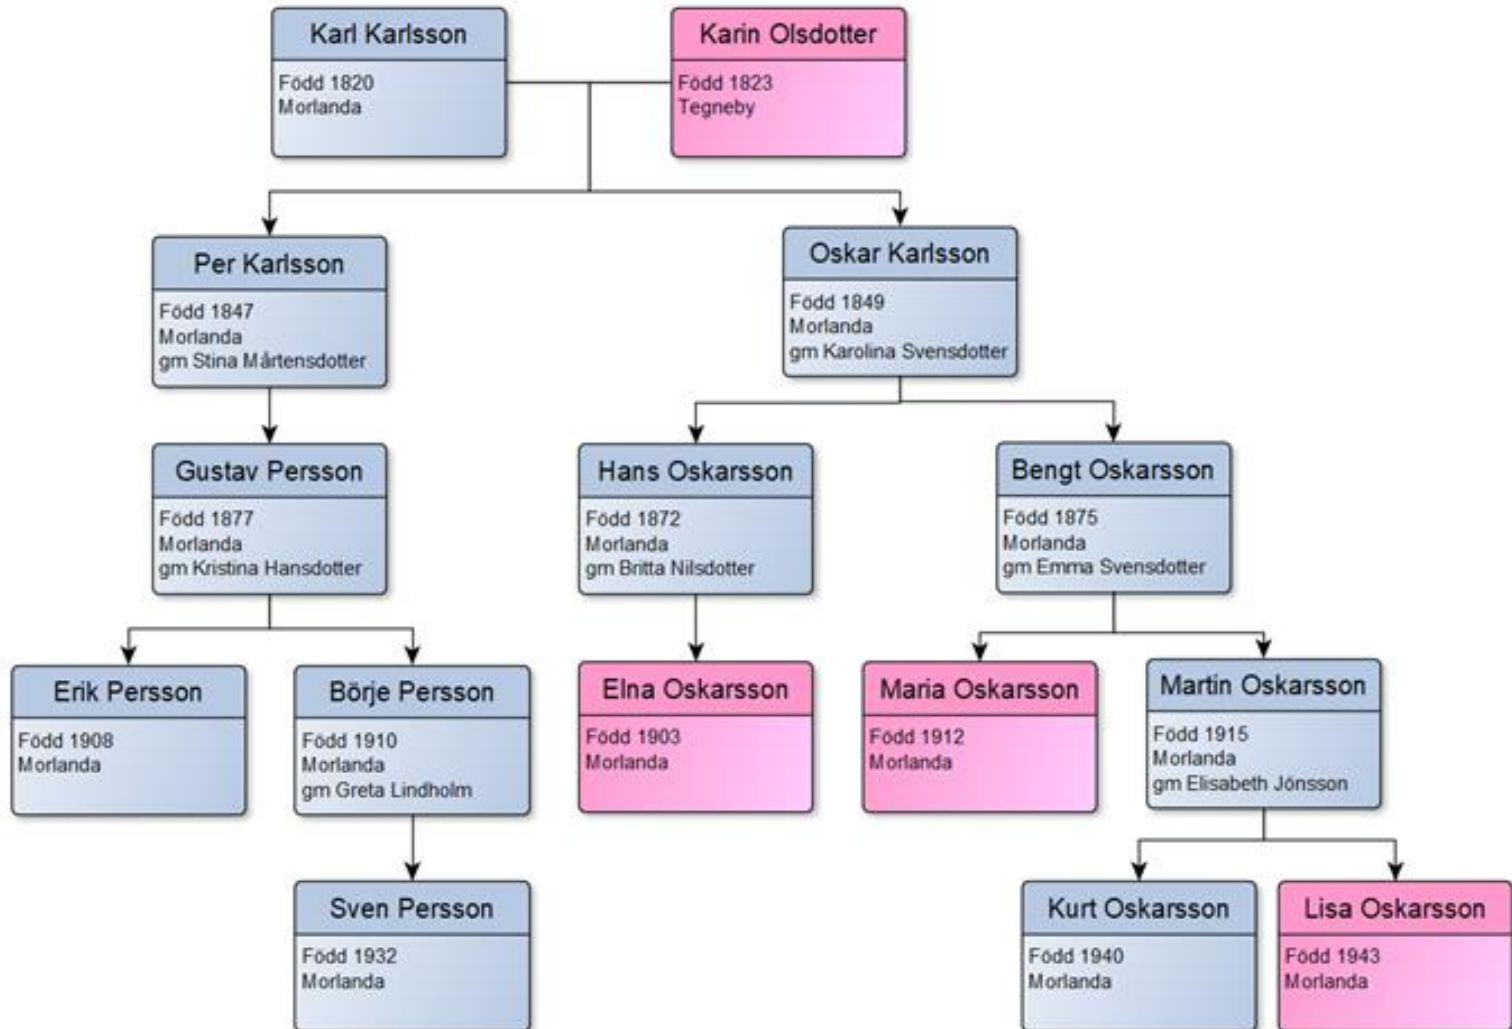 Karl Karlsson
Född 1820
Morlanda
Karin Olsdotter
Född 1823
Tegneby
Per Karlsson
Född 1847
Morlanda
gm Stina Mårtensdotter
Oskar Karlsson
Född 1849
Morlanda
gm Karolina Svensdotter
Gustav Persson
Född 1877
Morlanda
gm Kristina Hansdotter
Hans Oskarsson
Född 1872
Morlanda
gm Britta Nilsdotter
Bengt Oskarsson
Född 1875
Morlanda
gm Emma Svensdotter
Erik Persson
Född 1908
Morlanda
Börje Persson
Född 1910
Morlanda
gm Greta Lindholm
Elna Oskarsson
Född 1903
Morlanda
Maria Oskarsson
Född 1912
Morlanda
Martin Oskarsson
Född 1915
Morlanda
gm Elisabeth Jönsson
Sven Persson
Född 1932
Morlanda
Kurt Oskarsson
Född 1940
Morlanda
Lisa Oskarsson
Född 1943
Morlanda